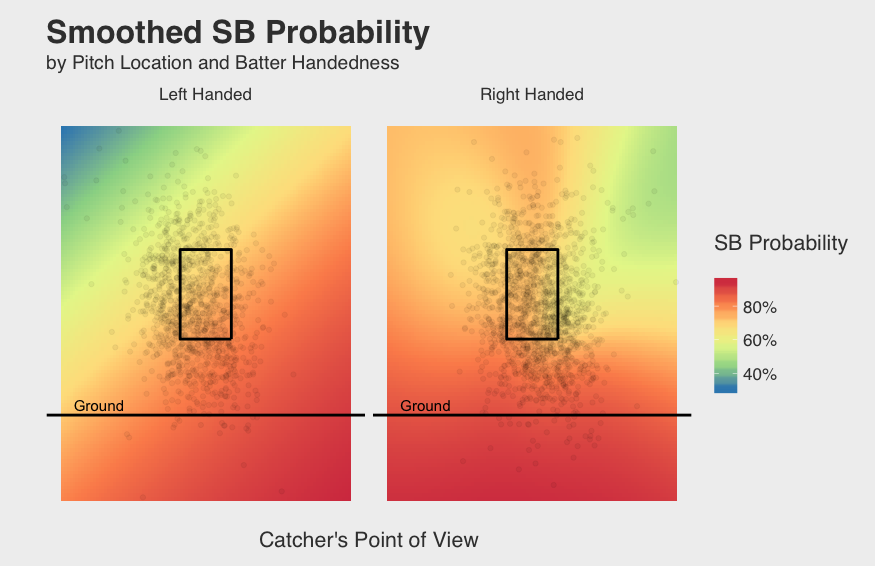 Smoothed SB Probability
by Pitch Location and Batter Handedness
Left Handed
Right Handed
Ground
Ground
SB Probability
80%
60%
40%
Catcher's Point of View